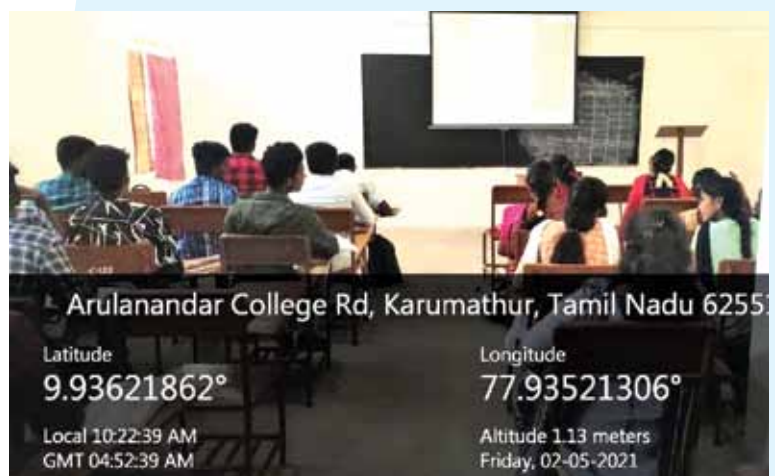 Arulanandar College Rd, Karumathur, Tamil Nadu 6255
Latitude
9.93621862°
Longitude
77.93521306°
Local 10:22:39 AM
GMT 04:52:39 AM
Altitude 1.13 meters
Friday, 02-05-2021